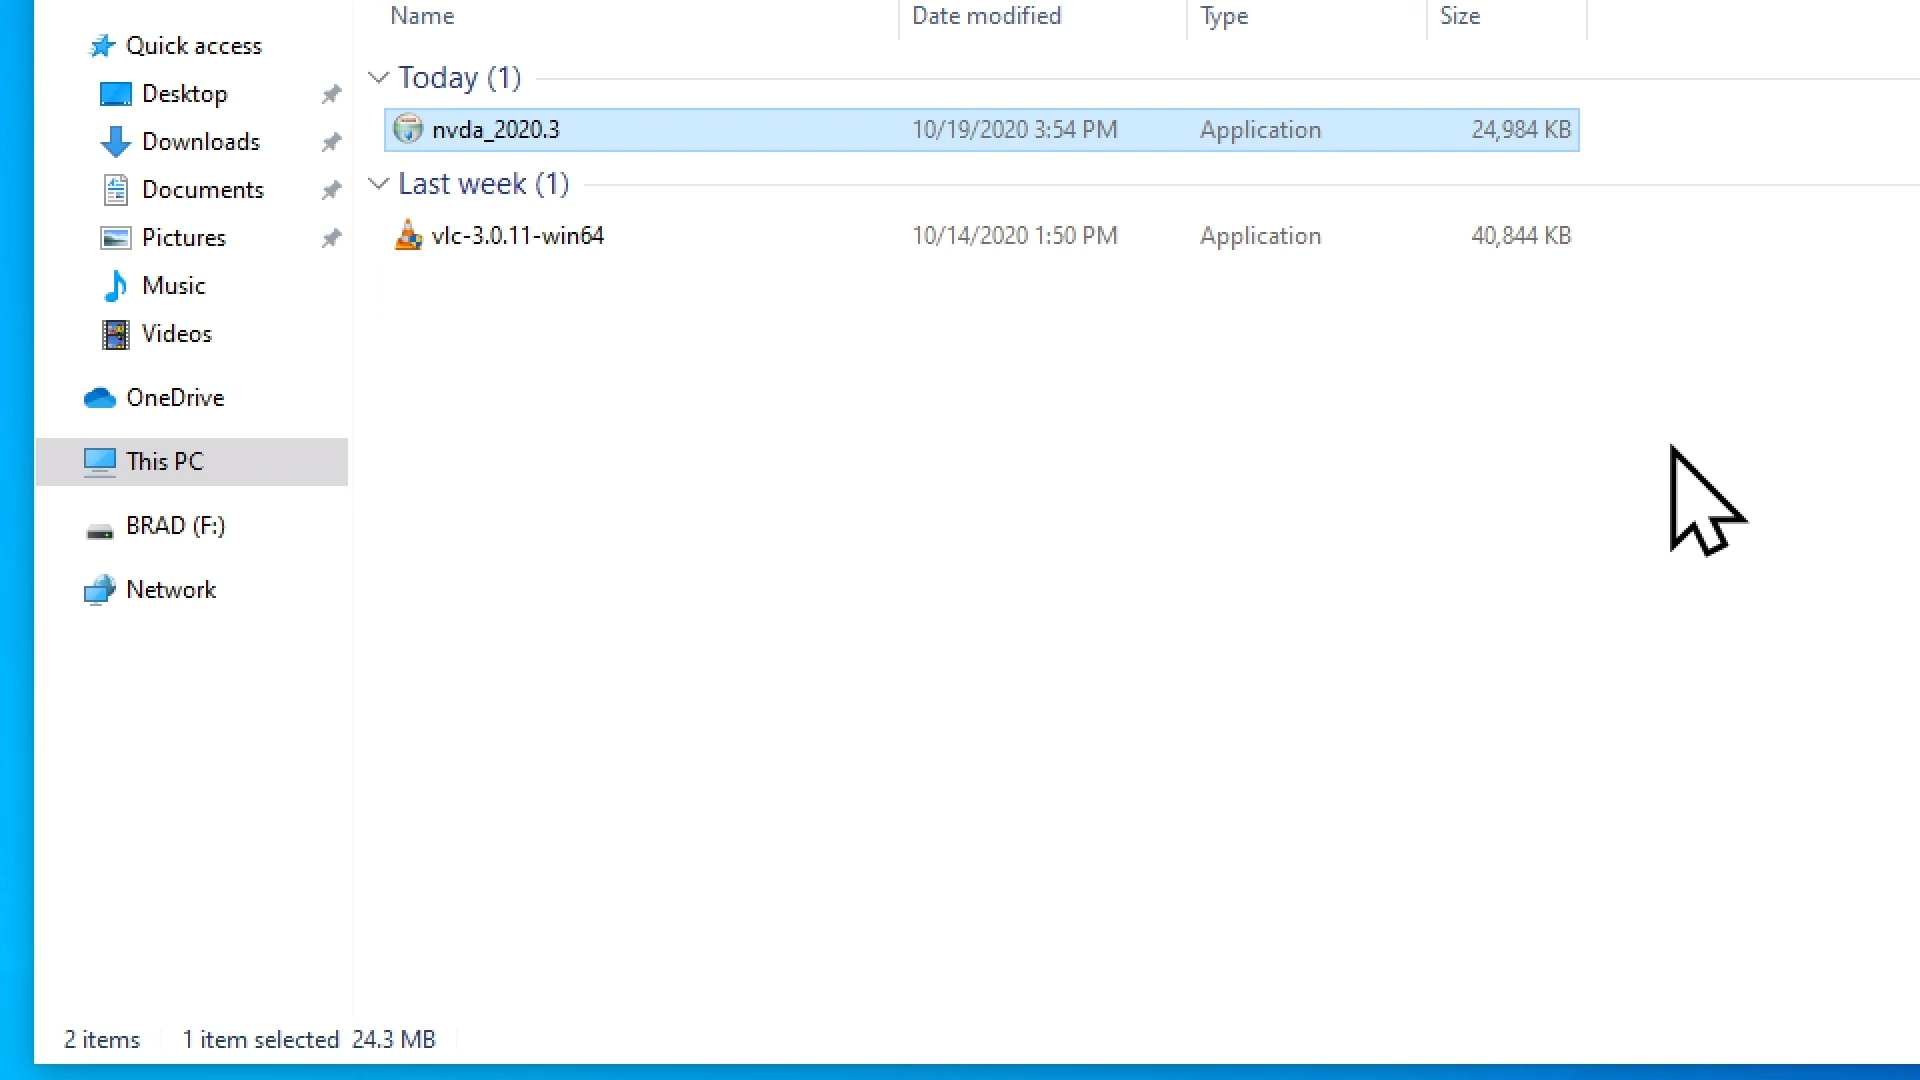 Name Date modified Type Size
Quick access
Desktop
Downloads
Documents
Pictures
Music
Videos
OneDrive
This PC
BRAD (F:)
Network
Today (1)
nvda_2020.3 10/19/2020 3:54 PM Application 24,984 KB
Last week (1)
vlc-3.0.11-win64 10/14/2020 1:50 PM Application 40,844 KB
2 items 1 item selected 24.3 MB